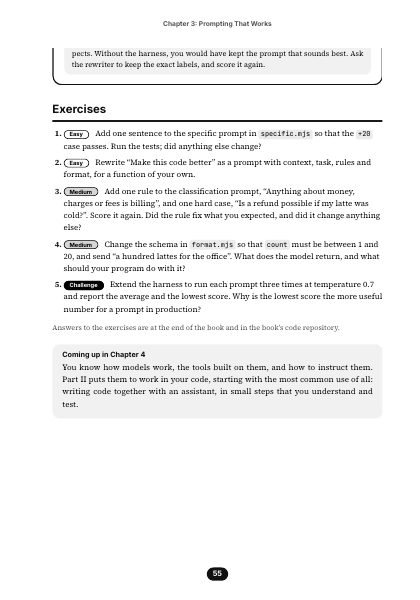 Chapter 3: Prompting That Works
pects. Without the harness, you would have kept the prompt that sounds best. Ask
the rewriter to keep the exact labels, and score it again.
Exercises
1. Easy Add one sentence to the specific prompt in specific.mjs so that the +20
case passes. Run the tests; did anything else change?
2. Easy Rewrite “Make this code better” as a prompt with context, task, rules and
format, for a function of your own.
3. Medium Add one rule to the classification prompt, “Anything about money,
charges or fees is billing”, and one hard case, “Is a refund possible if my latte was
cold?”. Score it again. Did the rule fix what you expected, and did it change anything
else?
4. Medium Change the schema in format.mjs so that count must be between 1 and
20, and send “a hundred lattes for the office”. What does the model return, and what
should your program do with it?
5. Challenge Extend the harness to run each prompt three times at temperature 0.7
and report the average and the lowest score. Why is the lowest score the more useful
number for a prompt in production?
Answers to the exercises are at the end of the book and in the book’s code repository.
Coming up in Chapter 4
You know how models work, the tools built on them, and how to instruct them.
Part II puts them to work in your code, starting with the most common use of all:
writing code together with an assistant, in small steps that you understand and
test.
55